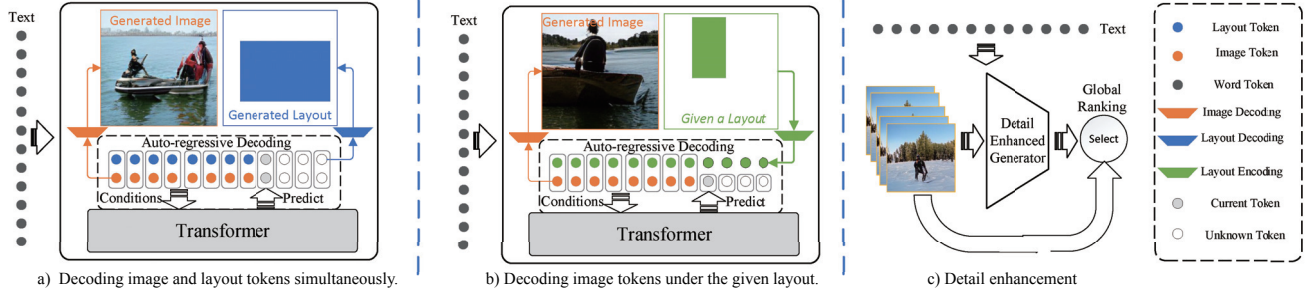 Text
Generated Image
Generated Layout
Auto-regressive Decoding
Conditions
Predict
Transformer
a) Decoding image and layout tokens simultaneously.
Text
Generated Image
Given a Layout
Auto-regressive Decoding
Conditions
Predict
Transformer
b) Decoding image tokens under the given layout.
Text
Detail
Enhanced
Generator
Global
Ranking
Select
c) Detail enhancement
Layout Token
Image Token
Word Token
Image Decoding
Layout Decoding
Layout Encoding
Current Token
Unknown Token